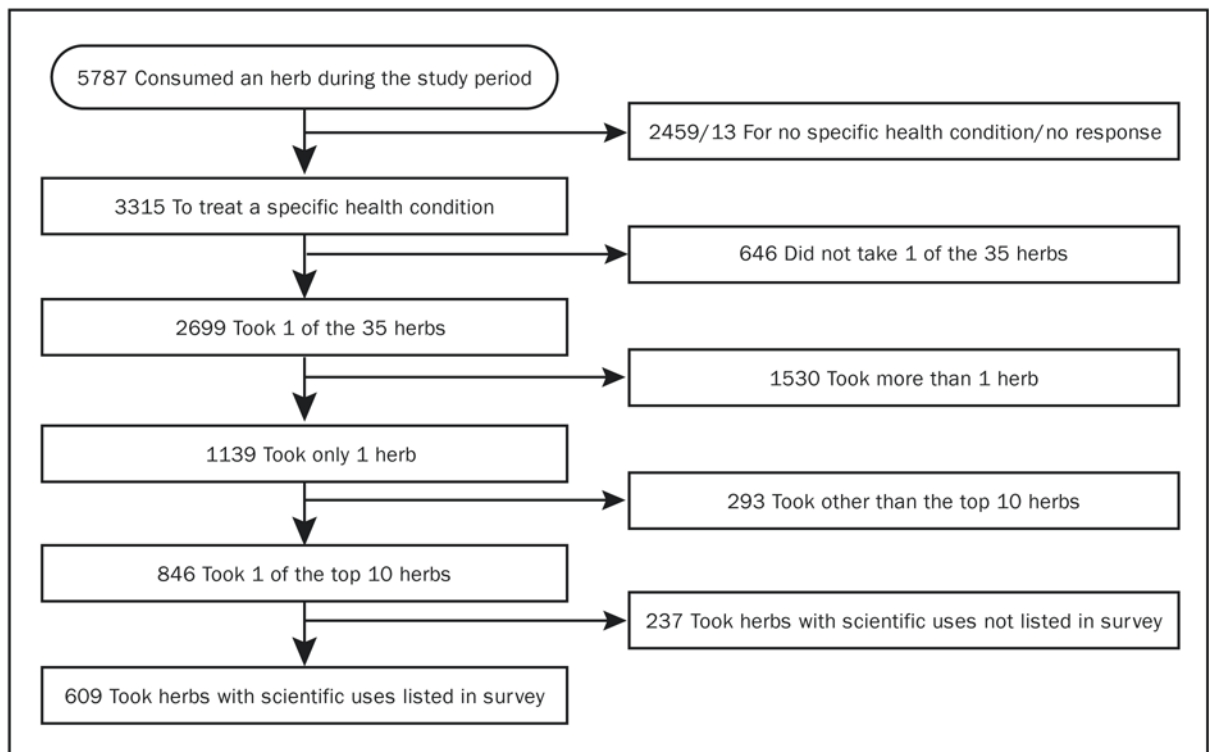 5787 Consumed an herb during the study period
2459/13 For no specific health condition/no response
3315 To treat a specific health condition
646 Did not take 1 of the 35 herbs
2699 Took 1 of the 35 herbs
1530 Took more than 1 herb
1139 Took only 1 herb
293 Took other than the top 10 herbs
846 Took 1 of the top 10 herbs
237 Took herbs with scientific uses not listed in survey
609 Took herbs with scientific uses listed in survey